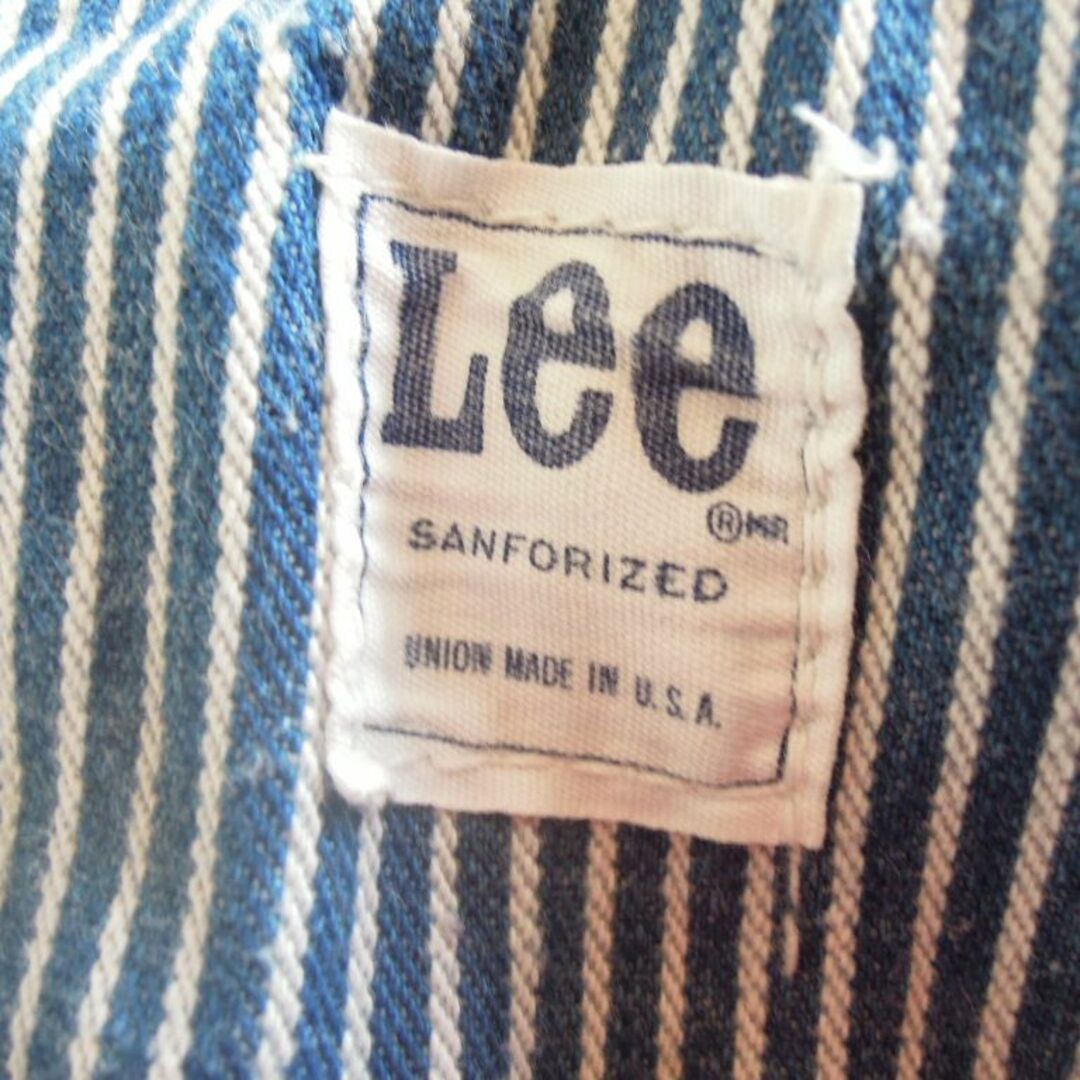 Lee
® MR
SANFORIZED
UNION MADE IN U.S.A.